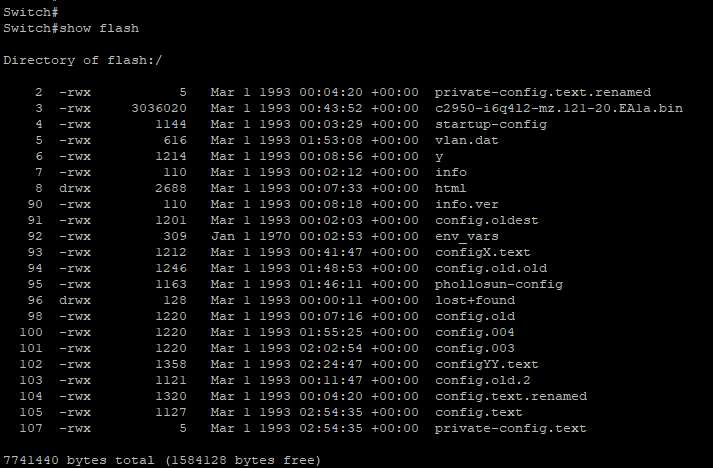 Switch#
Switch#show flash
Directory of flash:/
2 -rwx 5 Mar 1 1993 00:04:20 +00:00 private-config.text.renamed
3 -rwx 3036020 Mar 1 1993 00:43:52 +00:00 c2950-i6q4l2-mz.121-20.EA1a.bin
4 -rwx 1144 Mar 1 1993 00:03:29 +00:00 startup-config
5 -rwx 616 Mar 1 1993 01:53:08 +00:00 vlan.dat
6 -rwx 1214 Mar 1 1993 00:08:56 +00:00 y
7 -rwx 110 Mar 1 1993 00:02:12 +00:00 info
8 drwx 2688 Mar 1 1993 00:07:33 +00:00 html
90 -rwx 110 Mar 1 1993 00:08:18 +00:00 info.ver
91 -rwx 1201 Mar 1 1993 00:02:03 +00:00 config.oldest
92 -rwx 309 Jan 1 1970 00:02:53 +00:00 env_vars
93 -rwx 1212 Mar 1 1993 00:41:47 +00:00 configX.text
94 -rwx 1246 Mar 1 1993 01:48:53 +00:00 config.old.old
95 -rwx 1163 Mar 1 1993 01:46:11 +00:00 phollosun-config
96 drwx 128 Mar 1 1993 00:00:11 +00:00 lost+found
98 -rwx 1220 Mar 1 1993 00:07:16 +00:00 config.old
100 -rwx 1220 Mar 1 1993 01:55:25 +00:00 config.004
101 -rwx 1220 Mar 1 1993 02:02:54 +00:00 config.003
102 -rwx 1358 Mar 1 1993 02:24:47 +00:00 configYY.text
103 -rwx 1121 Mar 1 1993 00:11:47 +00:00 config.old.2
104 -rwx 1320 Mar 1 1993 00:04:20 +00:00 config.text.renamed
105 -rwx 1127 Mar 1 1993 02:54:35 +00:00 config.text
107 -rwx 5 Mar 1 1993 02:54:35 +00:00 private-config.text
7741440 bytes total (1584128 bytes free)